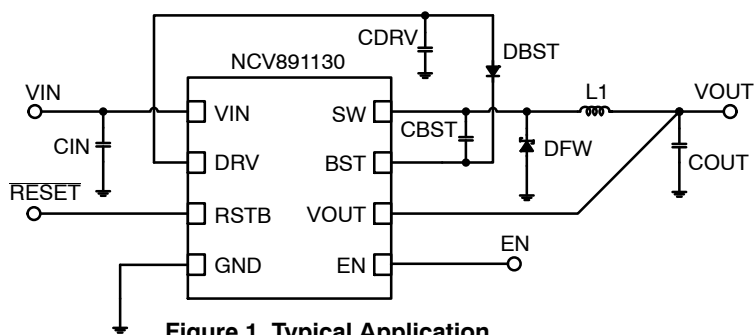 CDRV
DBST
NCV891130
VIN
L1
VOUT
VIN
SW
CBST
CIN
DFW
COUT
DRV
BST
RESET
RSTB
VOUT
EN
GND
EN
Figure 1. Typical Application